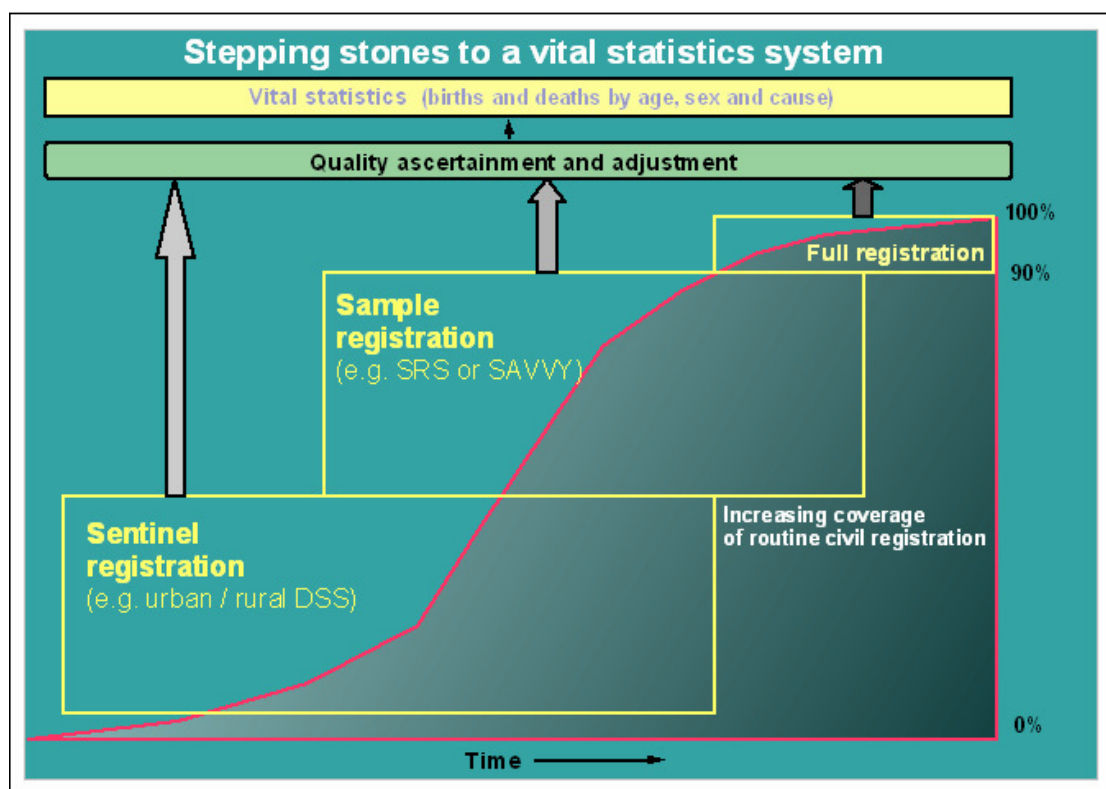 Stepping stones to a vital statistics system
Vital statistics (births and deaths by age, sex and cause)
Quality ascertainment and adjustment
100%
Full registration
90%
Sample
registration
(e.g. SRS or SAVVY)
Sentinel
registration
(e.g. urban / rural DSS)
Increasing coverage
of routine civil registration
0%
Time